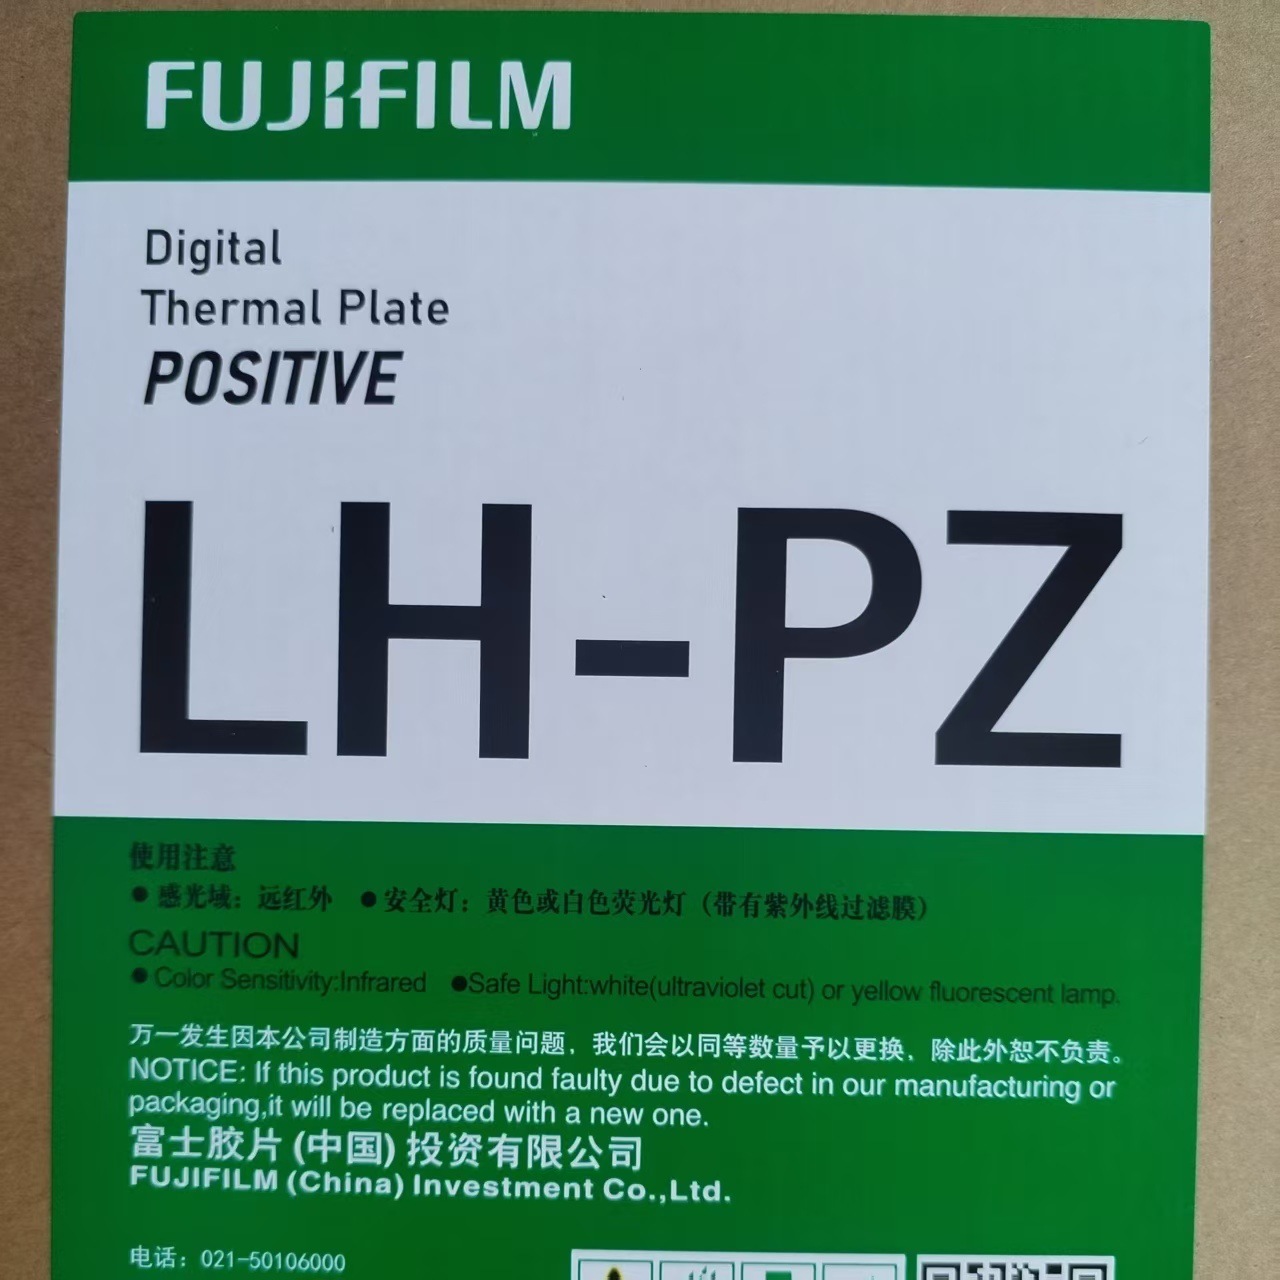 FUJIFILM
Digital
Thermal Plate
POSITIVE
LH-PZ
使用注意
● 感光域：远红外 ● 安全灯：黄色或白色荧光灯（带有紫外线过滤膜）
CAUTION
● Color Sensitivity:Infrared ●Safe Light:white(ultraviolet cut) or yellow fluorescent lamp.
万一发生因本公司制造方面的质量问题，我们会以同等数量予以更换，除此外恕不负责。
NOTICE: If this product is found faulty due to defect in our manufacturing or
packaging,it will be replaced with a new one.
富士胶片(中国)投资有限公司
FUJIFILM (China) Investment Co.,Ltd.
电话：021-50106000